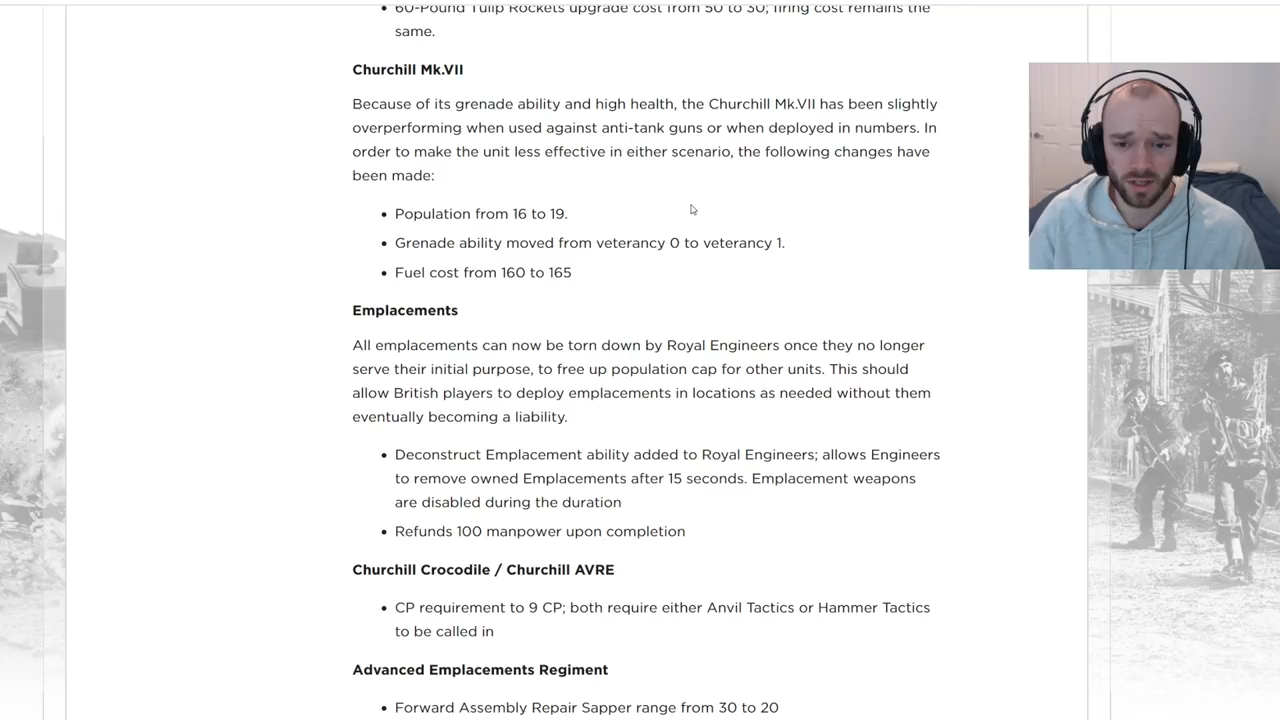 60-Pound Tulip Rockets upgrade cost from 50 to 30; firing cost remains the
same.
Churchill Mk.VII
Because of its grenade ability and high health, the Churchill Mk.VII has been slightly
overperforming when used against anti-tank guns or when deployed in numbers. In
order to make the unit less effective in either scenario, the following changes have
been made:
• Population from 16 to 19.
• Grenade ability moved from veterancy 0 to veterancy 1.
• Fuel cost from 160 to 165
Emplacements
All emplacements can now be torn down by Royal Engineers once they no longer
serve their initial purpose, to free up population cap for other units. This should
allow British players to deploy emplacements in locations as needed without them
eventually becoming a liability.
• Deconstruct Emplacement ability added to Royal Engineers; allows Engineers
to remove owned Emplacements after 15 seconds. Emplacement weapons
are disabled during the duration
• Refunds 100 manpower upon completion
Churchill Crocodile / Churchill AVRE
• CP requirement to 9 CP; both require either Anvil Tactics or Hammer Tactics
to be called in
Advanced Emplacements Regiment
• Forward Assembly Repair Sapper range from 30 to 20